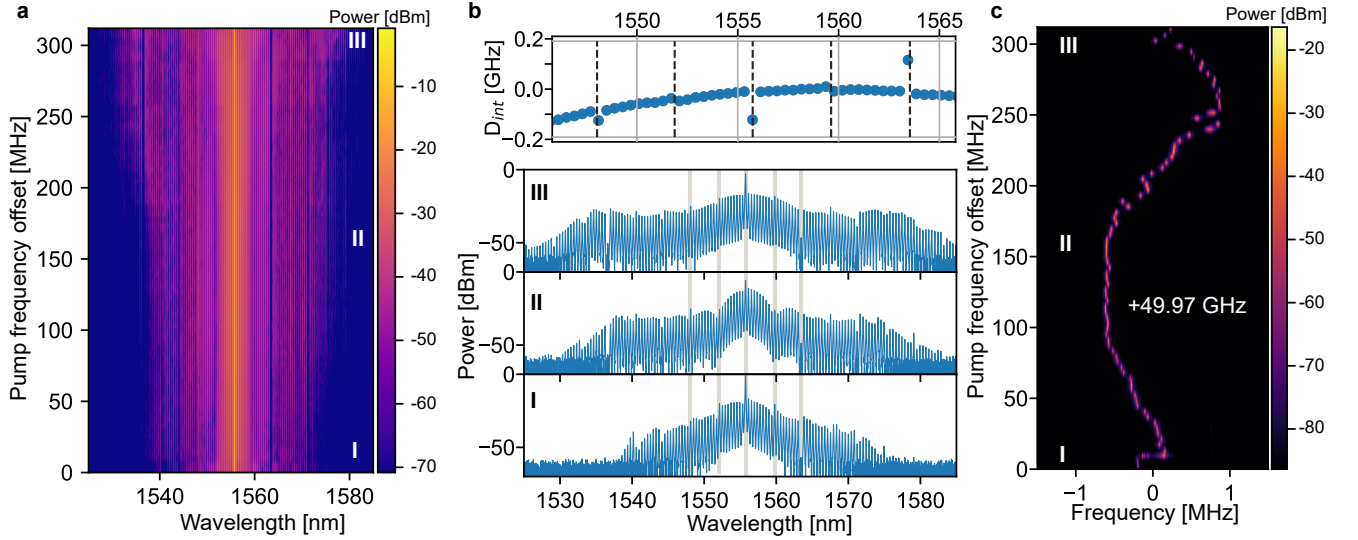 a
Power [dBm]
300
250
200
150
100
50
0
Pump frequency offset [MHz]
III
II
I
1540
1560
1580
Wavelength [nm]
-10
-20
-30
-40
-50
-60
-70
b
1550
1555
1560
1565
0.2
0.0
−0.2
D_int [GHz]
0
III
−50
II
−50
I
−50
Power [dBm]
1530
1540
1550
1560
1570
1580
Wavelength [nm]
c
Power [dBm]
300
250
200
150
100
50
0
Pump frequency offset [MHz]
III
II
I
+49.97 GHz
−1
0
1
Frequency [MHz]
-20
-30
-40
-50
-60
-70
-80